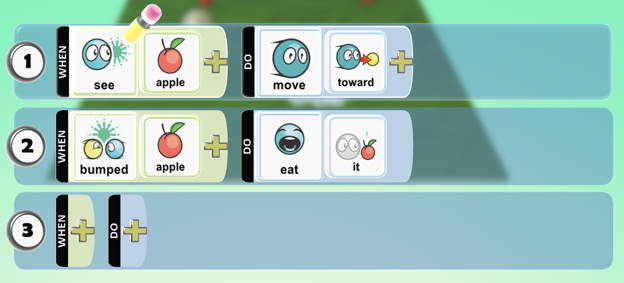 1 WHEN see apple DO move toward
2 WHEN bumped apple DO eat it
3 WHEN DO